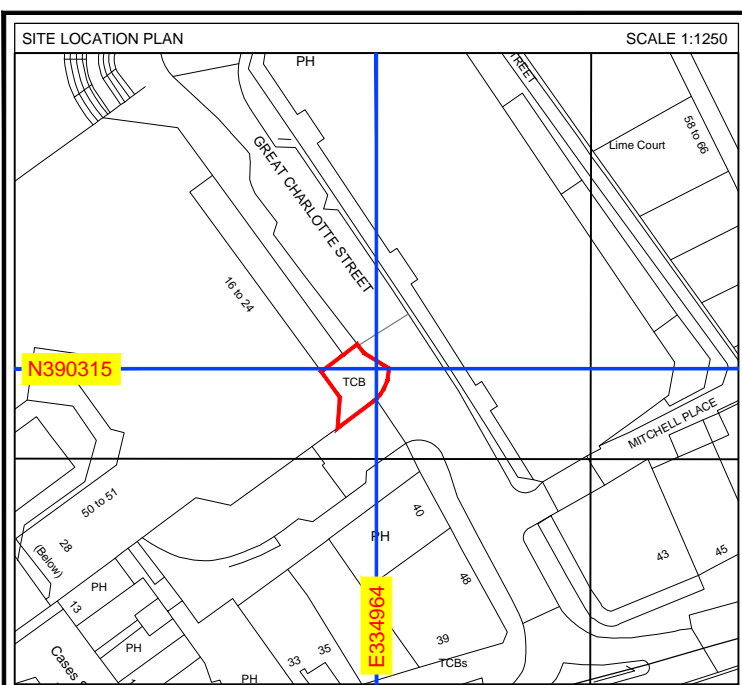 SITE LOCATION PLAN
SCALE 1:1250
PH
STREET
58 to 66
Lime Court
GREAT CHARLOTTE STREET
16 to 24
N390315
TCB
MITCHELL PLACE
50 to 51
28
(Below)
40
PH
48
43
45
PH
13
E334964
39
TCBs
PH
33
35
Cases
PH